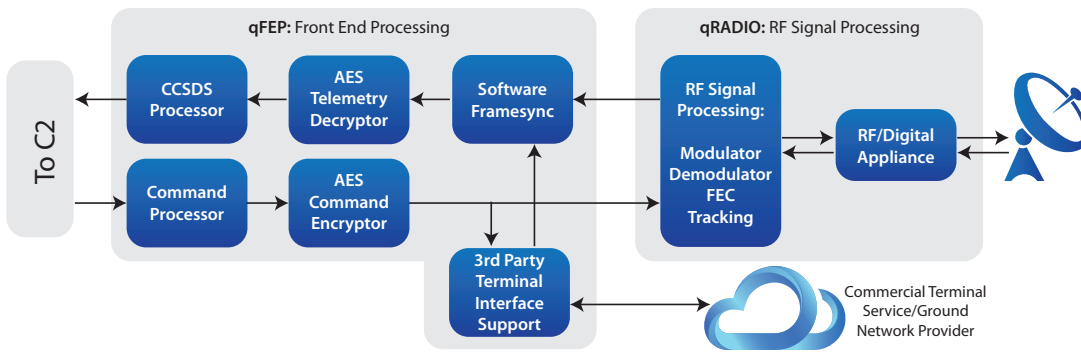 qFEP: Front End Processing
qRADIO: RF Signal Processing
To C2
CCSDS
Processor
AES
Telemetry
Decryptor
Software
Framesync
RF Signal
Processing:
Modulator
Demodulator
FEC
Tracking
RF/Digital
Appliance
Command
Processor
AES
Command
Encryptor
3rd Party
Terminal
Interface
Support
Commercial Terminal
Service/Ground
Network Provider